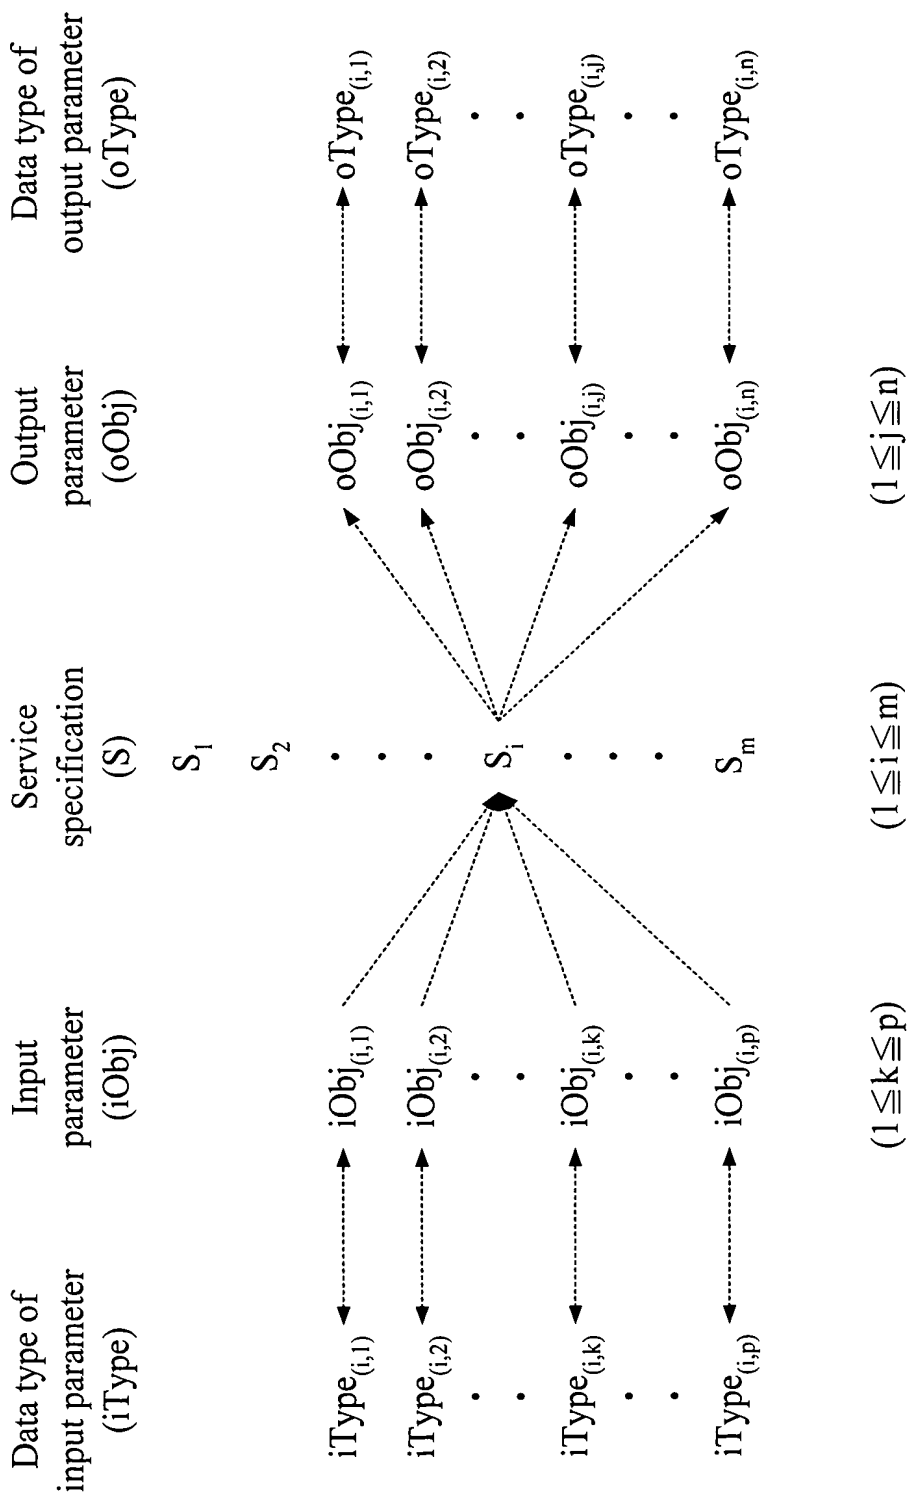 Data type of
input parameter
(iType)
Input
parameter
(iObj)
Service
specification
(S)
Output
parameter
(oObj)
Data type of
output parameter
(oType)
S1
S2
iType(i,1)
iObj(i,1)
oObj(i,1)
oType(i,1)
iType(i,2)
iObj(i,2)
oObj(i,2)
oType(i,2)
Si
iType(i,k)
iObj(i,k)
oObj(i,j)
oType(i,j)
iType(i,p)
iObj(i,p)
Sm
oObj(i,n)
oType(i,n)
(1≦k≦p)
(1≦i≦m)
(1≦j≦n)